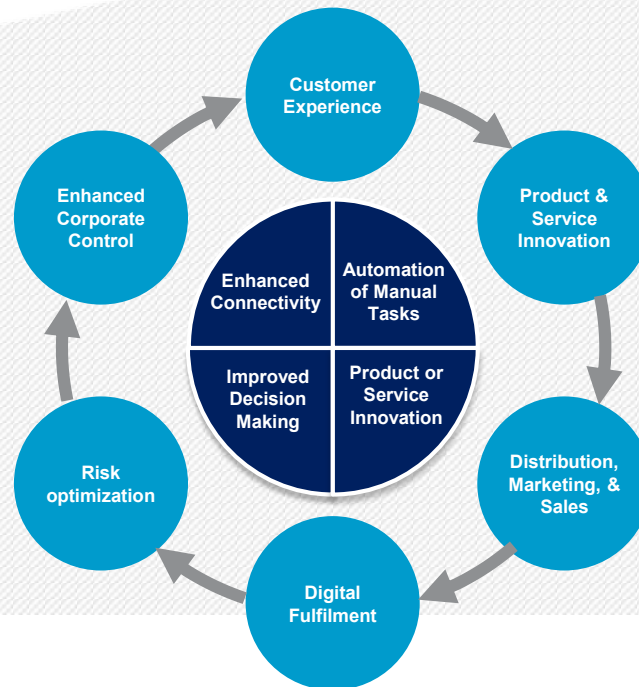 Customer
Experience
Product &
Service
Innovation
Distribution,
Marketing, &
Sales
Digital
Fulfilment
Risk
optimization
Enhanced
Corporate
Control
Enhanced
Connectivity
Automation
of Manual
Tasks
Improved
Decision
Making
Product or
Service
Innovation